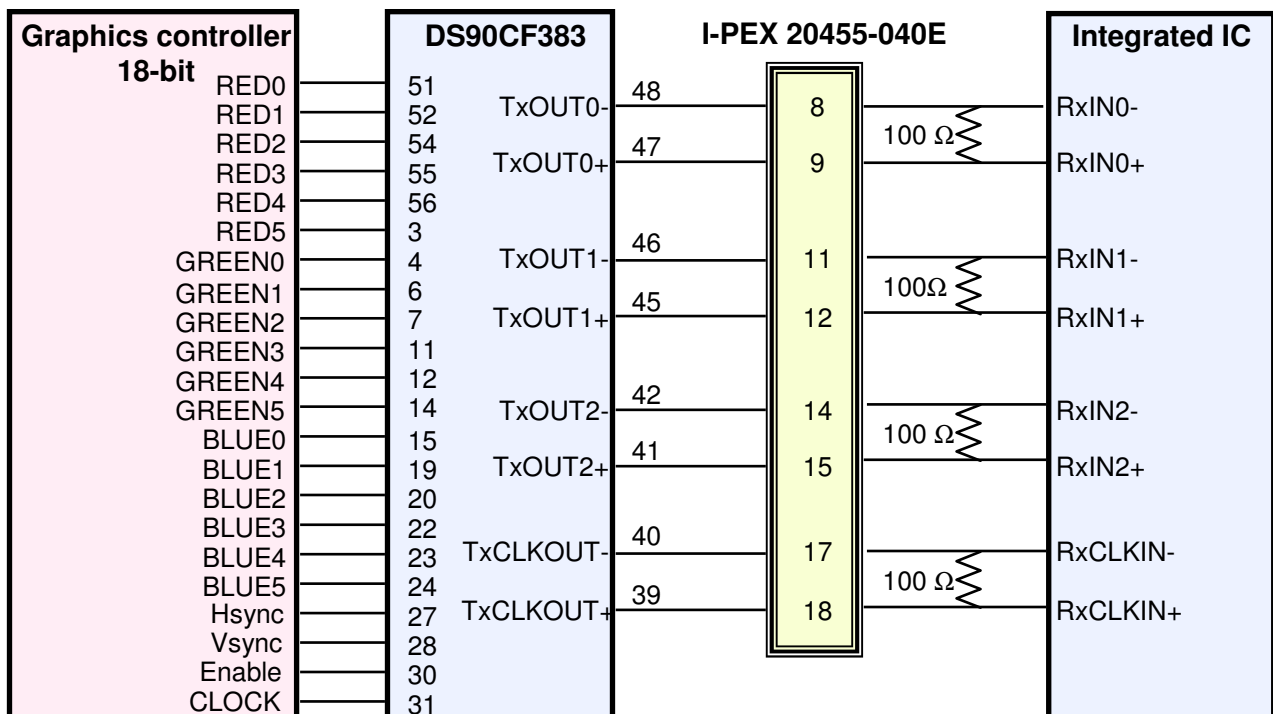 Graphics controller
18-bit
DS90CF383
I-PEX 20455-040E
Integrated IC
RED0 51
RED1 52
RED2 54
RED3 55
RED4 56
RED5 3
GREEN0 4
GREEN1 6
GREEN2 7
GREEN3 11
GREEN4 12
GREEN5 14
BLUE0 15
BLUE1 19
BLUE2 20
BLUE3 22
BLUE4 23
BLUE5 24
Hsync 27
Vsync 28
Enable 30
CLOCK 31
TxOUT0- 48 8 RxIN0-
100 Ω
TxOUT0+ 47 9 RxIN0+
TxOUT1- 46 11 RxIN1-
100Ω
TxOUT1+ 45 12 RxIN1+
TxOUT2- 42 14 RxIN2-
100 Ω
TxOUT2+ 41 15 RxIN2+
TxCLKOUT- 40 17 RxCLKIN-
100 Ω
TxCLKOUT+ 39 18 RxCLKIN+